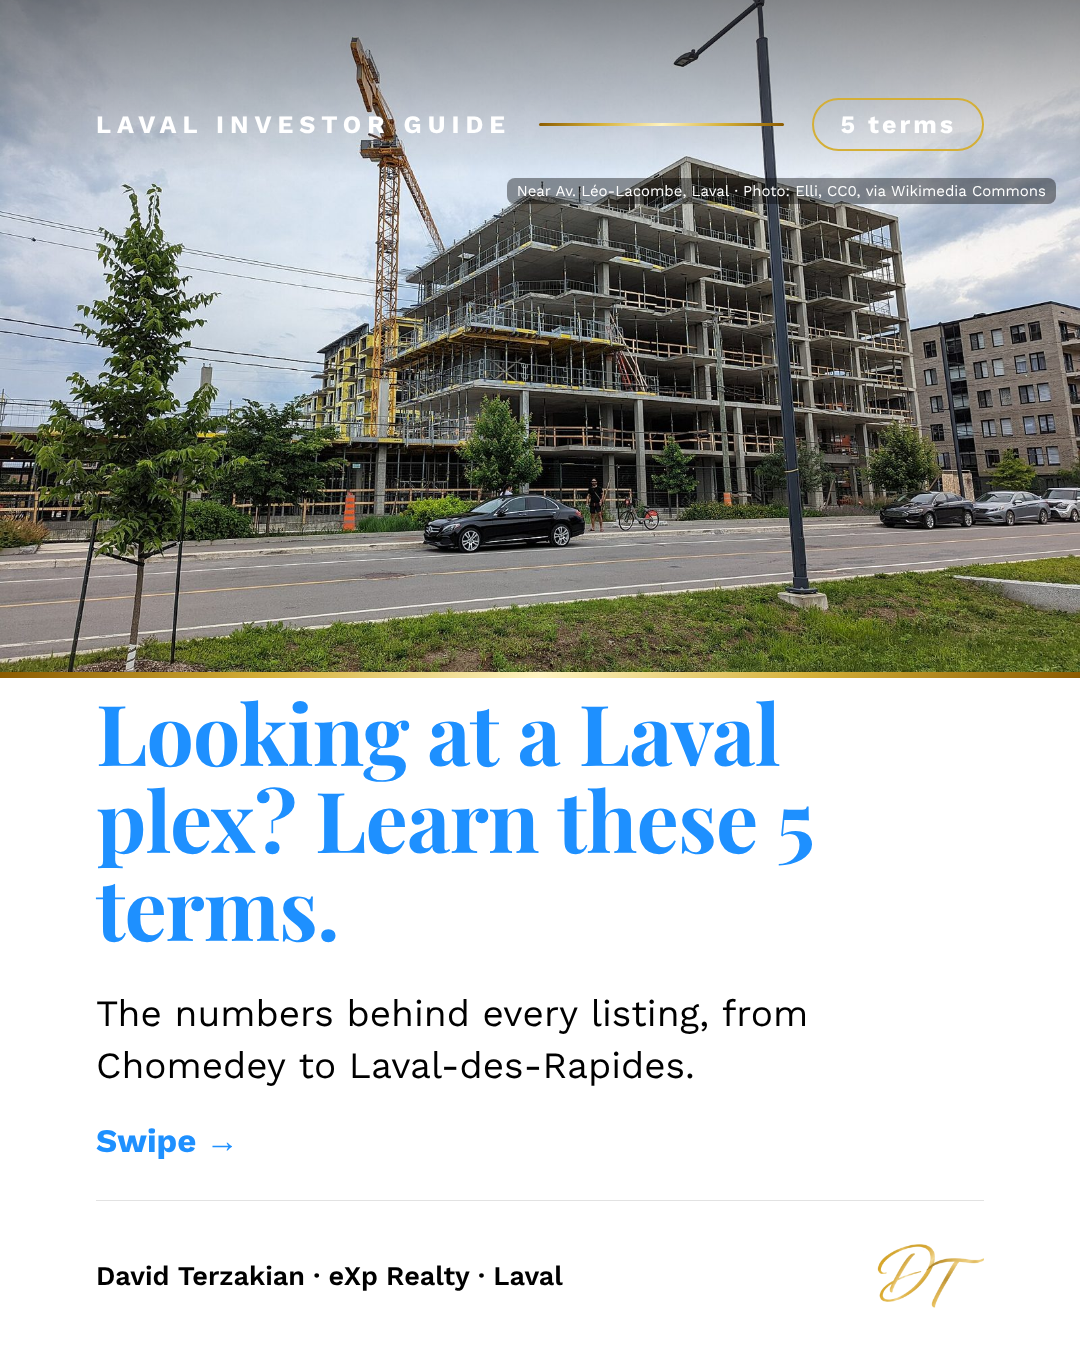 LAVAL INVESTOR GUIDE
5 terms
Near Av. Léo-Lacombe, Laval · Photo: Elli, CC0, via Wikimedia Commons
Looking at a Laval
plex? Learn these 5
terms.
The numbers behind every listing, from
Chomedey to Laval-des-Rapides.
Swipe →
David Terzakian · eXp Realty · Laval
DT